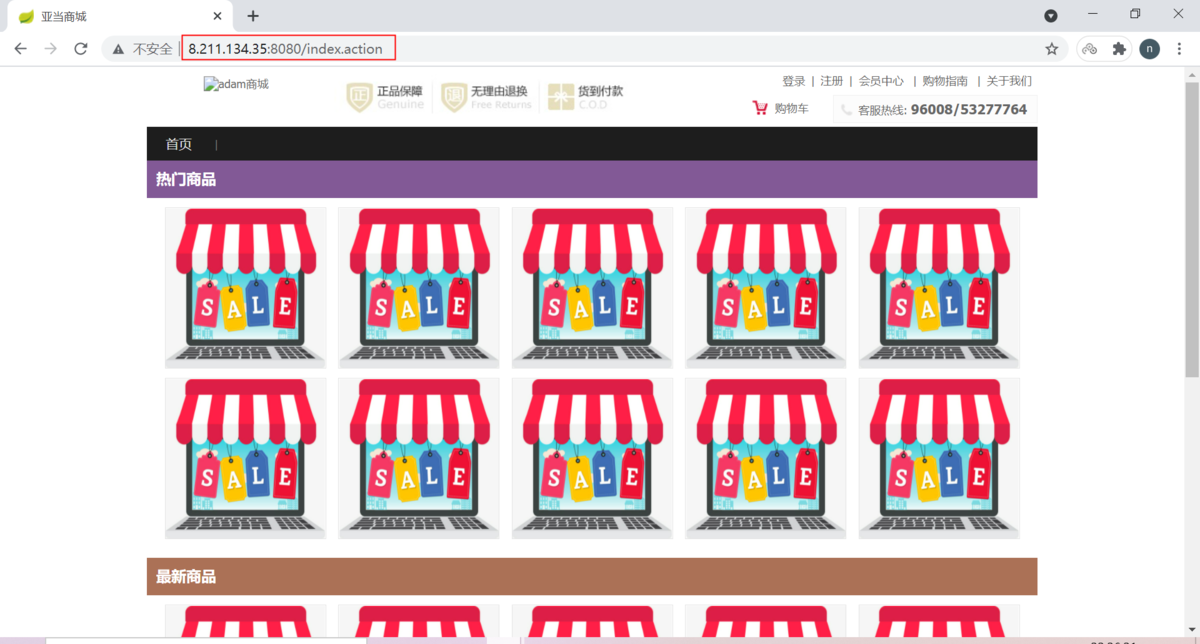 亚当商城
不安全 8.211.134.35:8080/index.action
n
adam商城
正 正品保障 Genuine
退 无理由退换 Free Returns
货到付款 C.O.D
登录 | 注册 | 会员中心 | 购物指南 | 关于我们
购物车
客服热线: 96008/53277764
首页 |
热门商品
SALE SALE SALE SALE SALE
SALE SALE SALE SALE SALE
最新商品